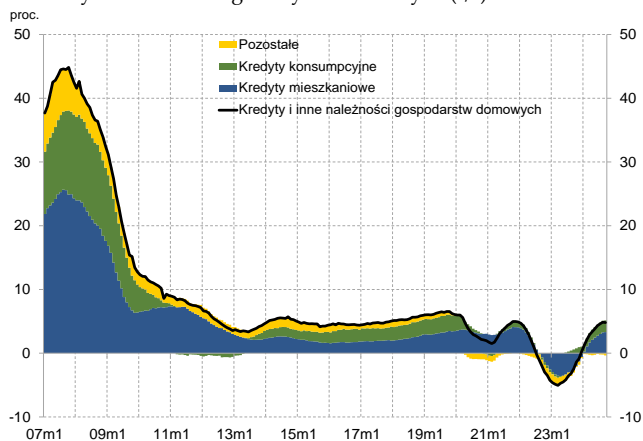 proc.
50
50
Pozostałe
Kredyty konsumpcyjne
Kredyty mieszkaniowe
Kredyty i inne należności gospodarstw domowych
40
40
30
30
20
20
10
10
0
0
-10
-10
07m1 09m1 11m1 13m1 15m1 17m1 19m1 21m1 23m1